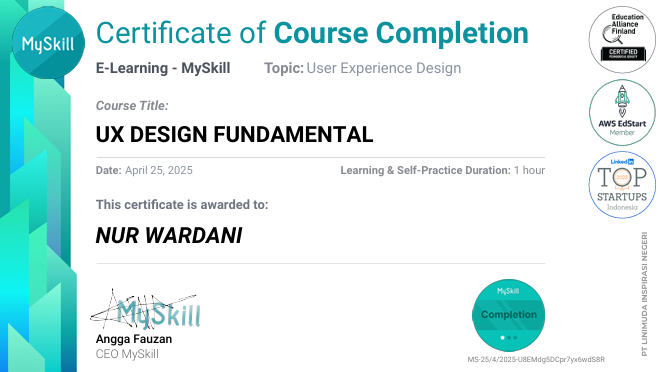 MySkill
Certificate of Course Completion
E-Learning - MySkill Topic: User Experience Design
Course Title:
UX DESIGN FUNDAMENTAL
Date: April 25, 2025 Learning & Self-Practice Duration: 1 hour
This certificate is awarded to:
NUR WARDANI
MySkill
Angga Fauzan
CEO MySkill
MySkill
Completion
MS-25/4/2025-U8EMdg5DCpr7yx6wdS8R
Education
Alliance
Finland
CERTIFIED
AWS EdStart
Member
LinkedIn
TOP
STARTUPS
Indonesia
PT LINIMUDA INSPIRASI NEGERI